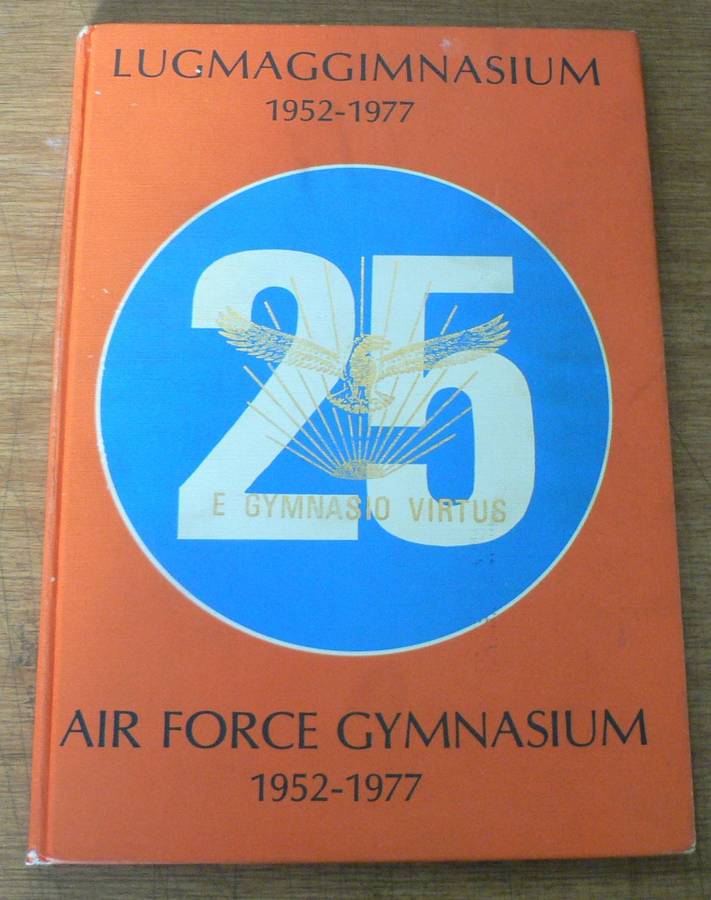 LUGMAGGIMNASIUM
1952-1977
25
E GYMNASIO VIRTUS
AIR FORCE GYMNASIUM
1952-1977